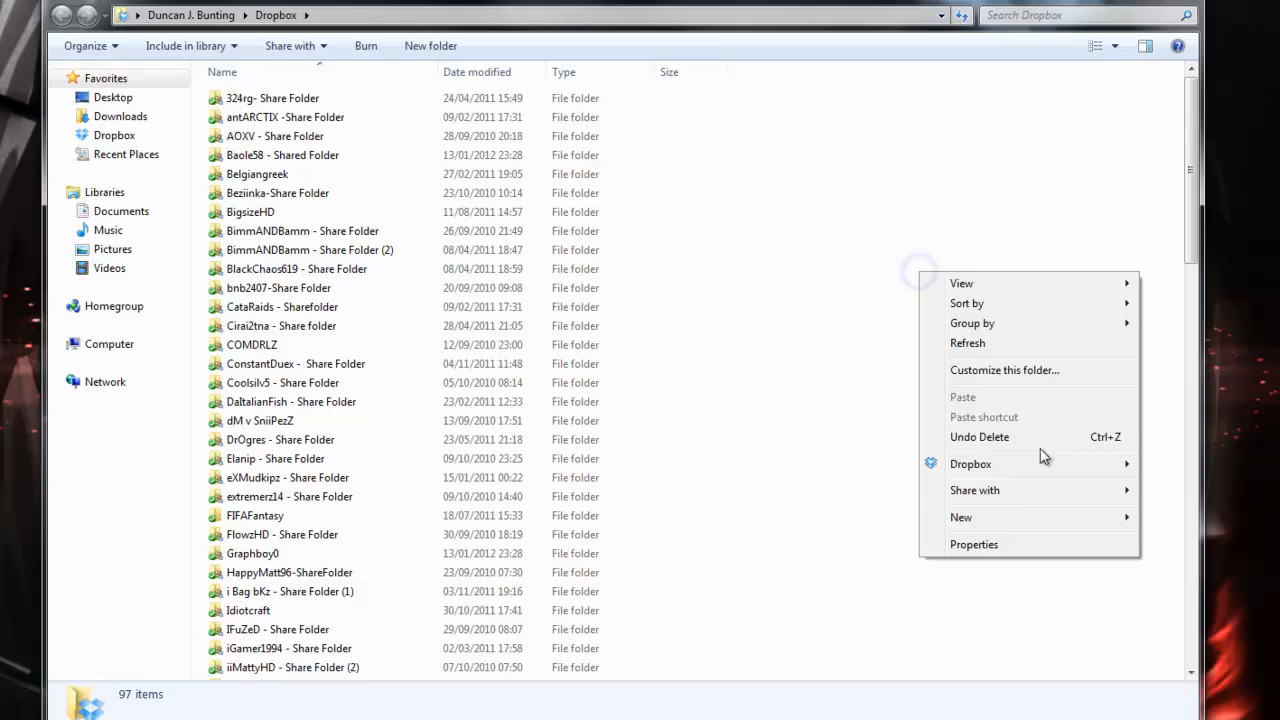 Duncan J. Bunting Dropbox Search Dropbox
Organize Include in library Share with Burn New folder
Favorites
Desktop
Downloads
Dropbox
Recent Places
Libraries
Documents
Music
Pictures
Videos
Homegroup
Computer
Network
Name Date modified Type Size
324rg- Share Folder 24/04/2011 15:49 File folder
antARCTIX -Share Folder 09/02/2011 17:31 File folder
AOXV - Share Folder 28/09/2010 20:18 File folder
Baole58 - Shared Folder 13/01/2012 23:28 File folder
Belgiangreek 27/02/2011 19:05 File folder
Beziinka-Share Folder 23/10/2010 10:14 File folder
BigsizeHD 11/08/2011 14:57 File folder
BimmANDBamm - Share Folder 26/09/2010 21:49 File folder
BimmANDBamm - Share Folder (2) 08/04/2011 18:47 File folder
BlackChaos619 - Share Folder 08/04/2011 18:59 File folder
bnb2407-Share Folder 20/09/2010 09:08 File folder
CataRaids - Sharefolder 09/02/2011 17:31 File folder
Cirai2tna - Share folder 28/04/2011 21:05 File folder
COMDRLZ 12/09/2010 23:00 File folder
ConstantDuex - Share Folder 04/11/2011 11:48 File folder
Coolsilv5 - Share Folder 05/10/2010 08:14 File folder
DaItalianFish - Share Folder 23/02/2011 12:33 File folder
dM v SniiPezZ 13/09/2010 17:51 File folder
DrOgres - Share Folder 23/05/2011 21:18 File folder
Elanip - Share Folder 09/10/2010 23:25 File folder
eXMudkipz - Share Folder 15/01/2011 00:22 File folder
extremerz14 - Share Folder 09/10/2010 14:40 File folder
FIFAFantasy 18/07/2011 15:33 File folder
FlowzHD - Share Folder 30/09/2010 18:19 File folder
Graphboy0 13/01/2012 23:28 File folder
HappyMatt96-ShareFolder 23/09/2010 07:30 File folder
i Bag bKz - Share Folder (1) 03/11/2011 19:16 File folder
Idiotcraft 30/10/2011 17:41 File folder
IFuZeD - Share Folder 29/09/2010 08:07 File folder
iGamer1994 - Share Folder 02/03/2011 17:58 File folder
iiMattyHD - Share Folder (2) 07/10/2010 07:50 File folder
View
Sort by
Group by
Refresh
Customize this folder...
Paste
Paste shortcut
Undo Delete Ctrl+Z
Dropbox
Share with
New
Properties
97 items